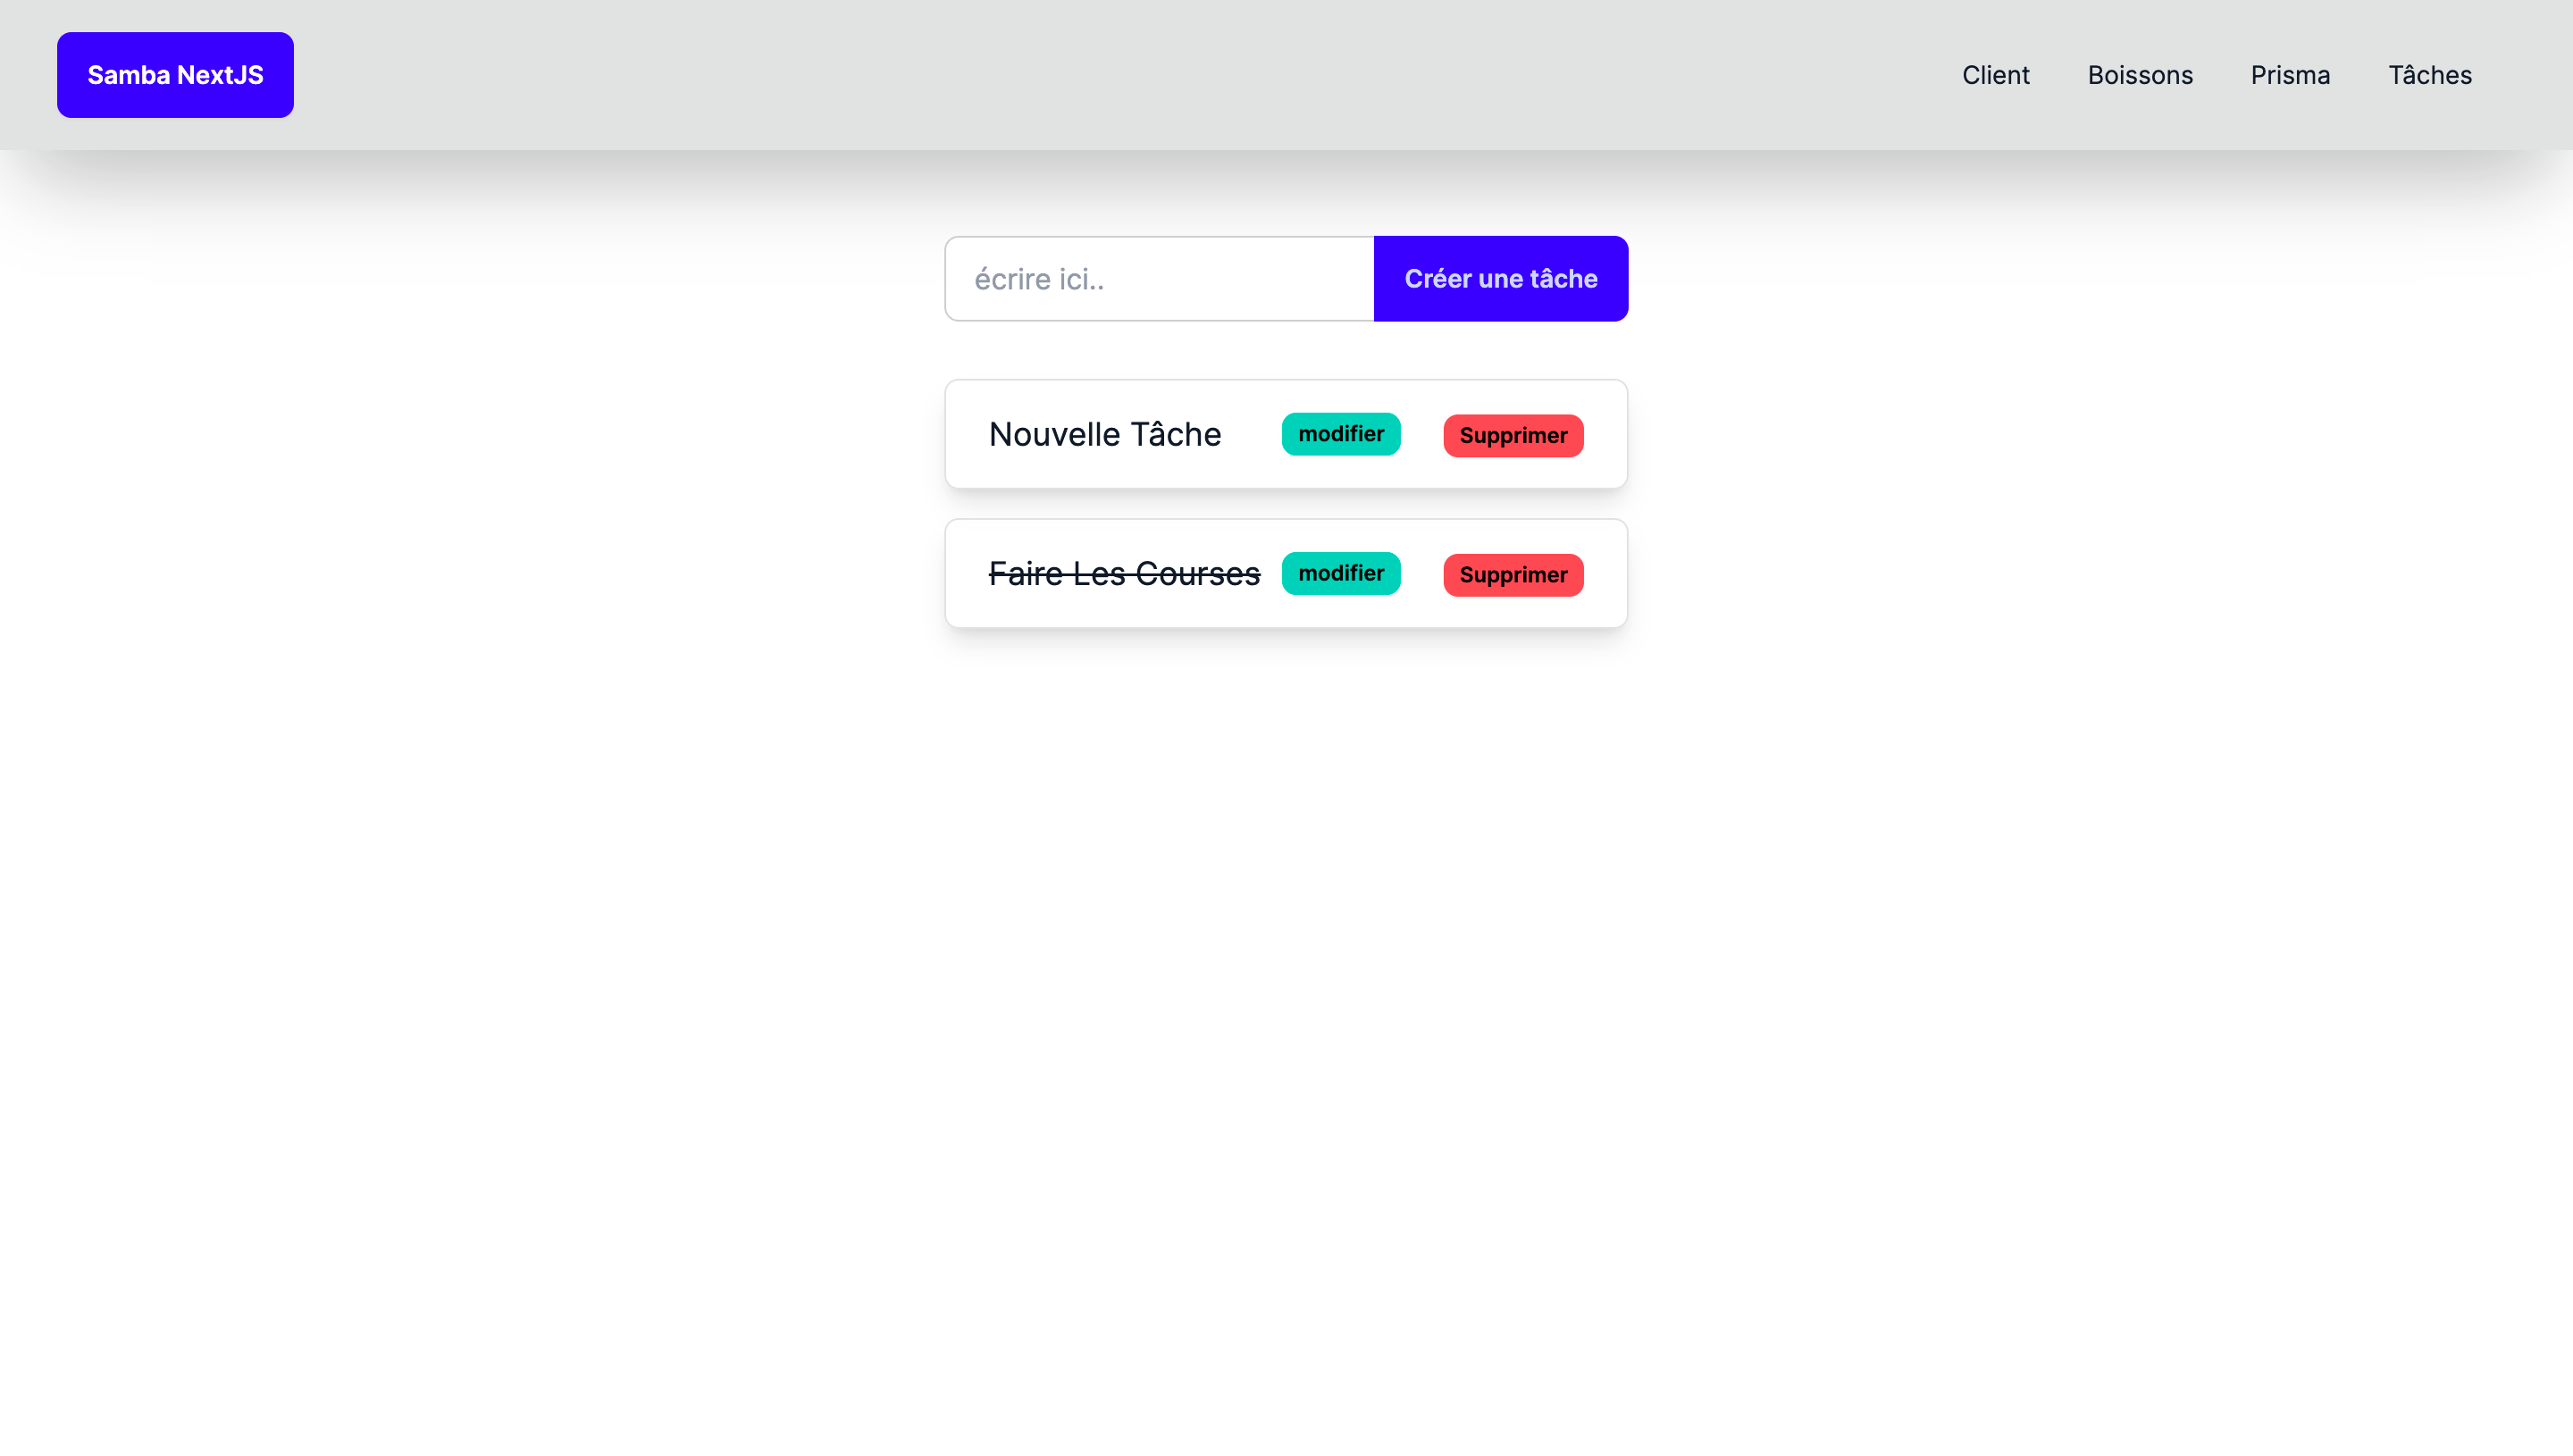 Samba NextJS
Client Boissons Prisma Tâches
écrire ici.. Créer une tâche
Nouvelle Tâche modifier Supprimer
Faire Les Courses modifier Supprimer